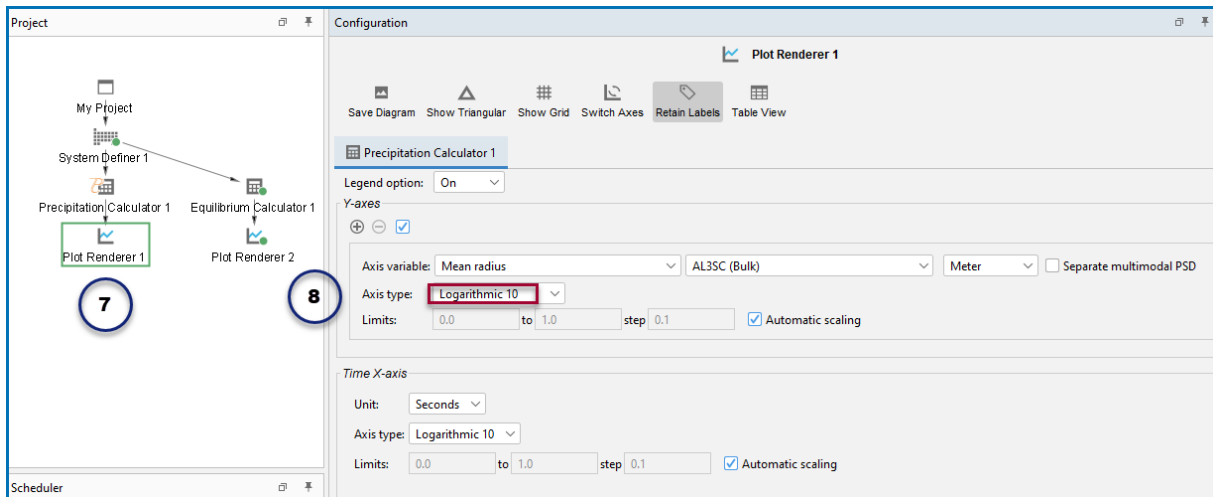 Project
Configuration
My Project
System Definer 1
Precipitation Calculator 1
Equilibrium Calculator 1
Plot Renderer 1
Plot Renderer 2
7
8
Plot Renderer 1
Save Diagram Show Triangular Show Grid Switch Axes Retain Labels Table View
Precipitation Calculator 1
Legend option: On
Y-axes
Axis variable: Mean radius AL3SC (Bulk) Meter Separate multimodal PSD
Axis type: Logarithmic 10
Limits: 0.0 to 1.0 step 0.1 Automatic scaling
Time X-axis
Unit: Seconds
Axis type: Logarithmic 10
Limits: 0.0 to 1.0 step 0.1 Automatic scaling
Scheduler